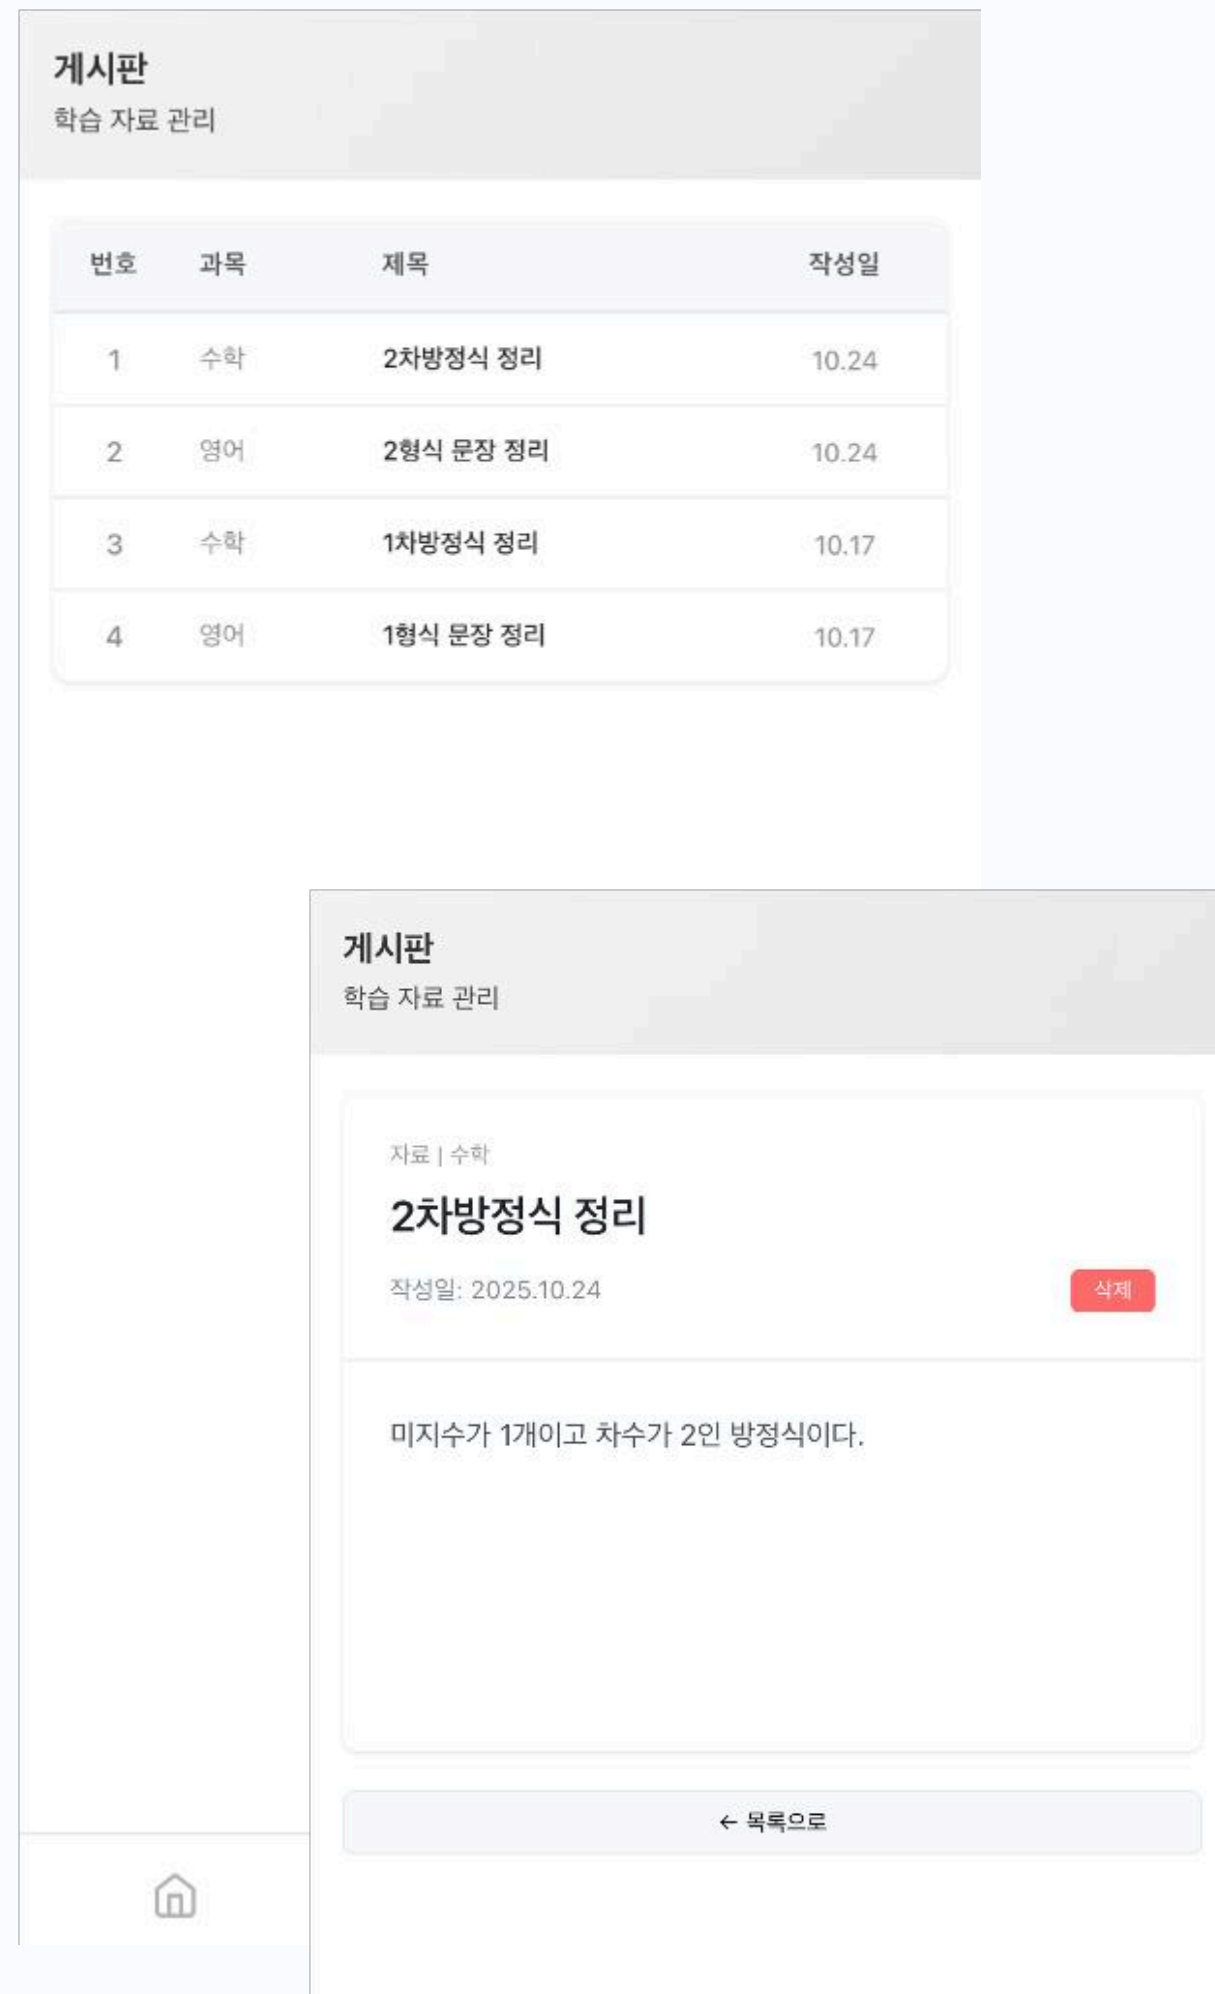 게시판
학습 자료 관리
번호 과목 제목 작성일
1 수학 2차방정식 정리 10.24
2 영어 2형식 문장 정리 10.24
3 수학 1차방정식 정리 10.17
4 영어 1형식 문장 정리 10.17
게시판
학습 자료 관리
자료 | 수학
2차방정식 정리
작성일: 2025.10.24 삭제
미지수가 1개이고 차수가 2인 방정식이다.
← 목록으로